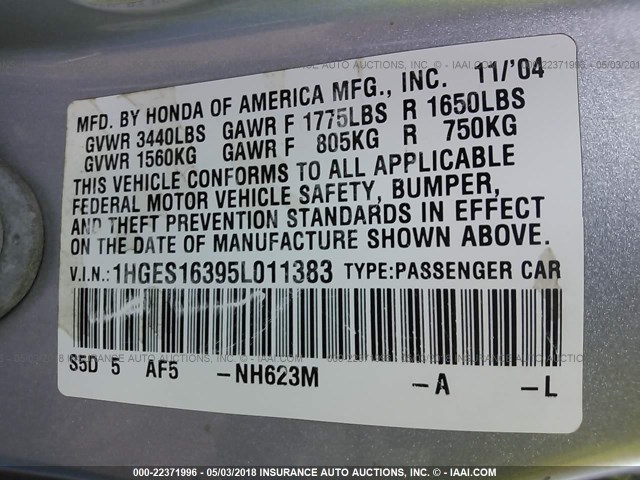 MFD. BY HONDA OF AMERICA MFG., INC. 11/'04
GVWR 3440LBS GAWR F 1775LBS R 1650LBS
GVWR 1560KG GAWR F 805KG R 750KG
THIS VEHICLE CONFORMS TO ALL APPLICABLE
FEDERAL MOTOR VEHICLE SAFETY, BUMPER,
AND THEFT PREVENTION STANDARDS IN EFFECT
ON THE DATE OF MANUFACTURE SHOWN ABOVE.
V.I.N.: 1HGES16395L011383 TYPE:PASSENGER CAR
S5D 5 AF5 -NH623M -A -L
000-22371996 - 05/03/2018 INSURANCE AUTO AUCTIONS, INC. - WWW.IAAI.COM